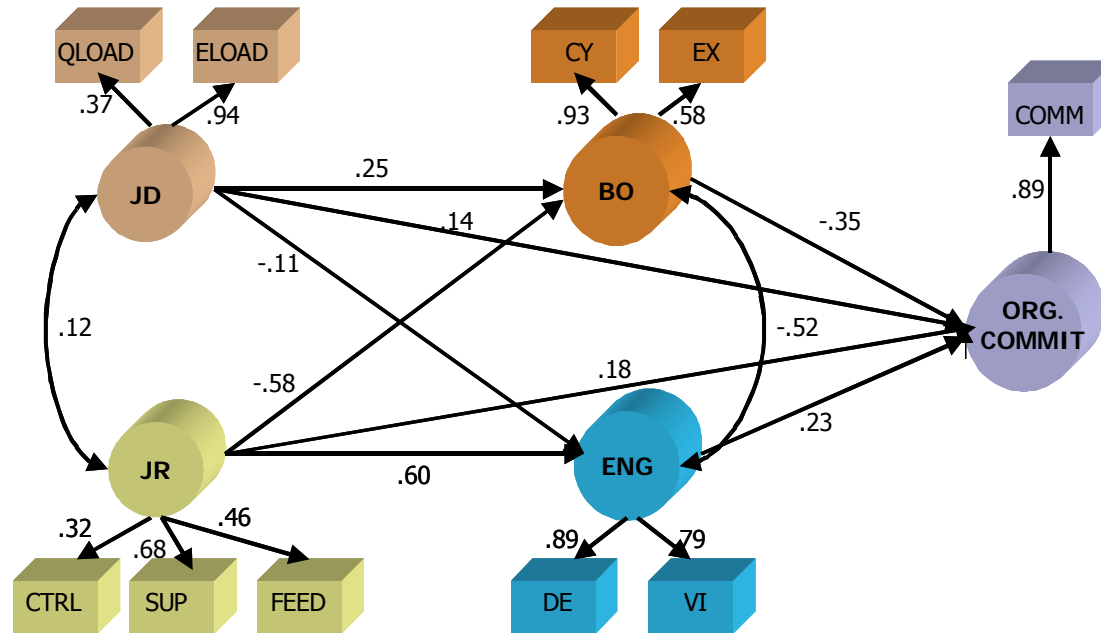 QLOAD ELOAD CY EX
COMM
.37 .94 .93 .58
JD .25 BO .89
.14 -.35
-.11
ORG.
COMMIT
.12 -.52
-.58 .18
.23
JR .60 ENG
.32 .68 .46 .89 .79
CTRL SUP FEED DE VI